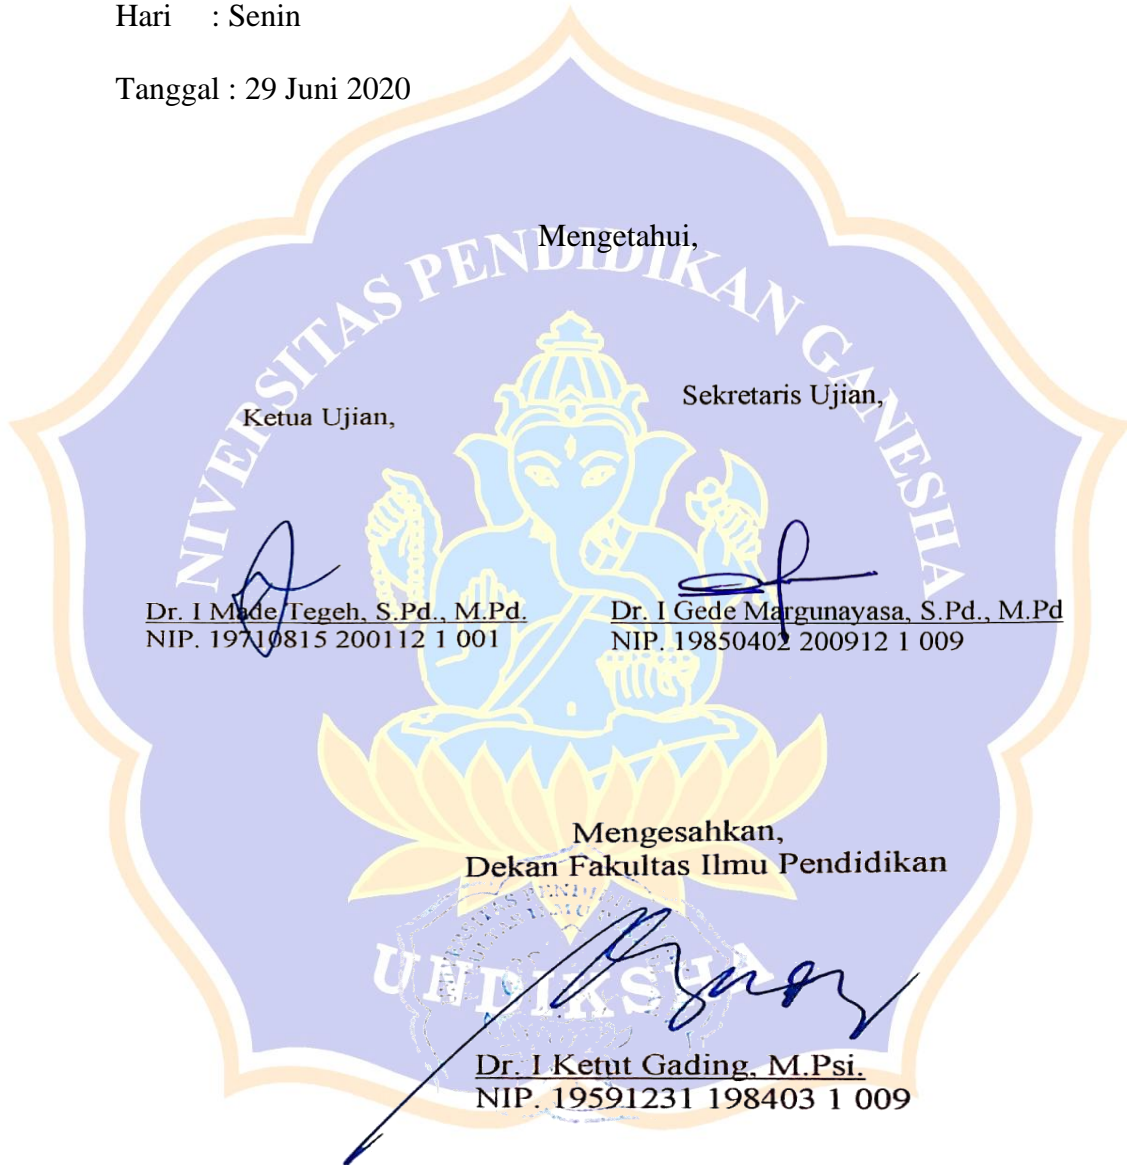 Hari : Senin
Tanggal : 29 Juni 2020
Mengetahui,
NIVERSITAS PENDIDIKAN GANESHA
Ketua Ujian,
Sekretaris Ujian,
Dr. I Made Tegeh, S.Pd., M.Pd.
NIP. 19710815 200112 1 001
Dr. I Gede Margunayasa, S.Pd., M.Pd
NIP. 19850402 200912 1 009
Mengesahkan,
Dekan Fakultas Ilmu Pendidikan
UNDIKSHA
Dr. I Ketut Gading, M.Psi.
NIP. 19591231 198403 1 009